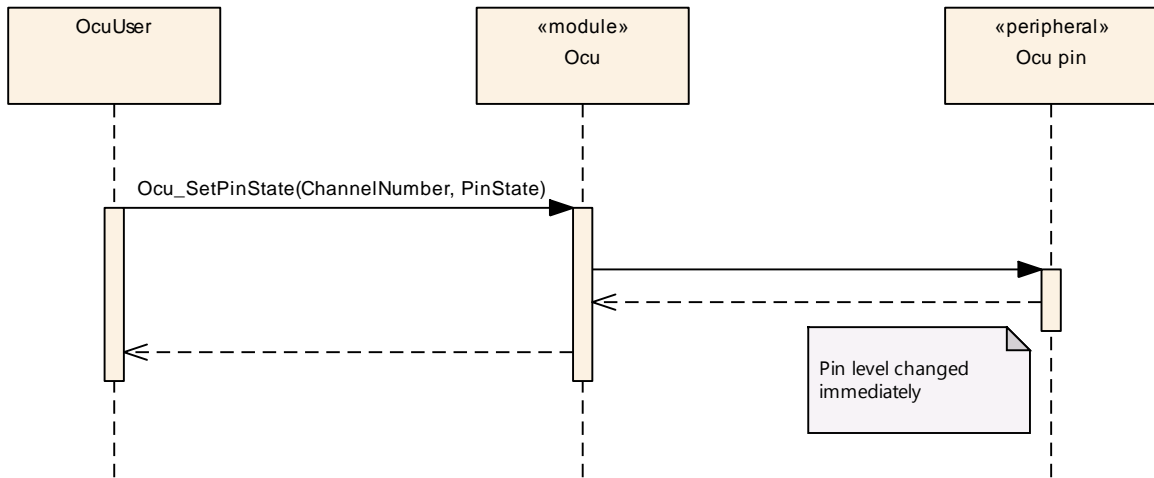 OcuUser
«module»
Ocu
«peripheral»
Ocu pin
Ocu_SetPinState(ChannelNumber, PinState)
Pin level changed
immediately